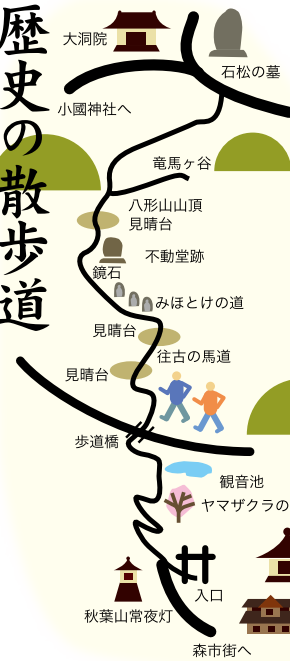 歴史の散歩道
大洞院
石松の墓
小國神社へ
竜馬ヶ谷
八形山山頂
見晴台
不動堂跡
鏡石
みほとけの道
見晴台
往古の馬道
見晴台
歩道橋
観音池
ヤマザクラの
入口
秋葉山常夜灯
森市街へ